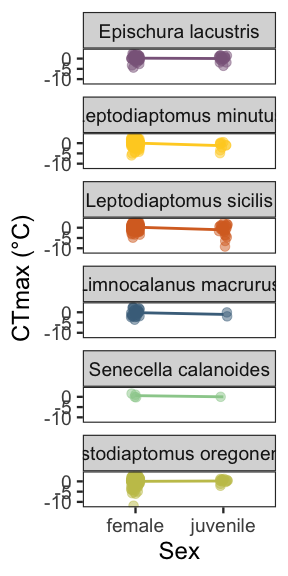 Epischura lacustris
0
-5
-10
eptodiaptomus minutu
0
-5
-10
Leptodiaptomus sicilis
0
-5
-10
Limnocalanus macrurus
0
-5
-10
Senecella calanoides
0
-5
-10
stodiaptomus oregonen
0
-5
-10
female juvenile
Sex
CTmax (°C)